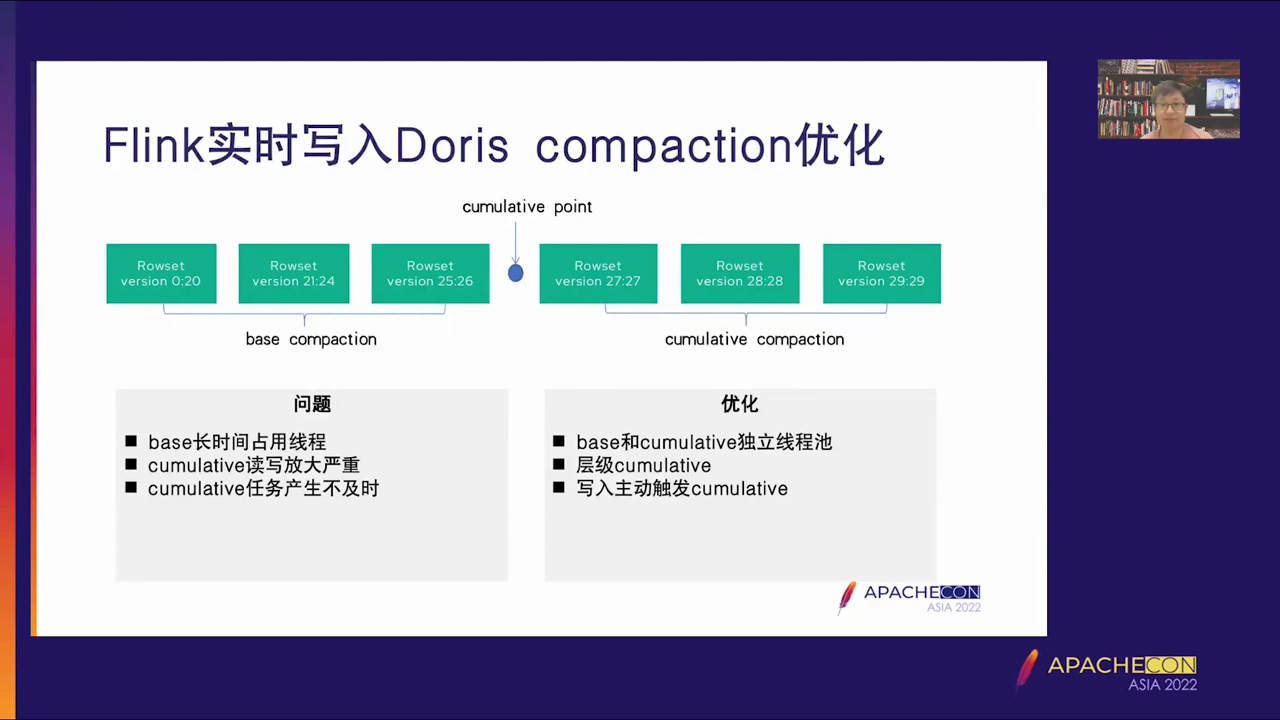 Flink实时写入Doris compaction优化
cumulative point
Rowset
version 0:20
Rowset
version 21:24
Rowset
version 25:26
Rowset
version 27:27
Rowset
version 28:28
Rowset
version 29:29
base compaction
cumulative compaction
问题
base长时间占用线程
cumulative读写放大严重
cumulative任务产生不及时
优化
base和cumulative独立线程池
层级cumulative
写入主动触发cumulative
APACHECON
ASIA 2022
APACHECON
ASIA 2022